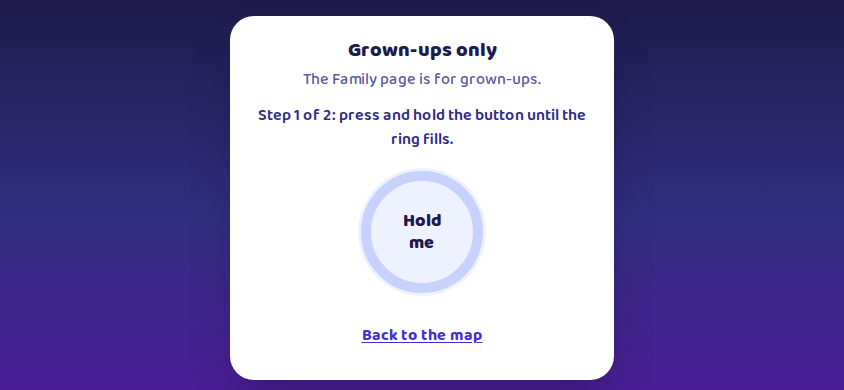 Grown-ups only
The Family page is for grown-ups.
Step 1 of 2: press and hold the button until the
ring fills.
Hold
me
Back to the map